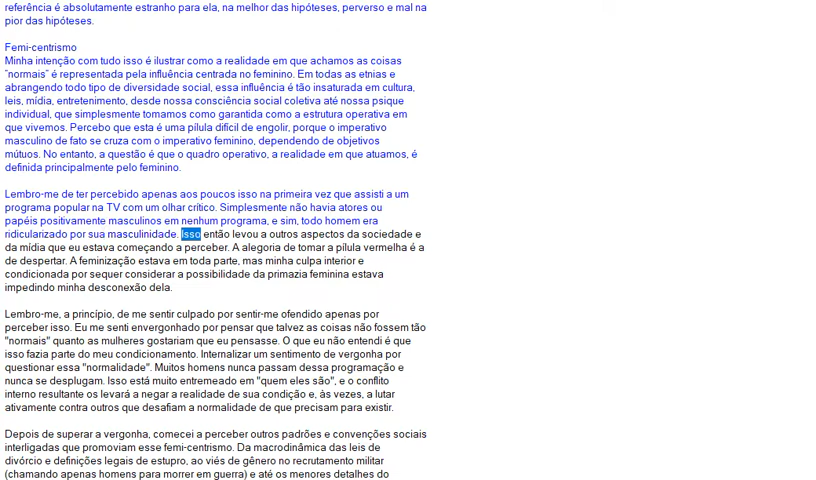 referência é absolutamente estranho para ela, na melhor das hipóteses, perverso e mal na
pior das hipóteses.
Femi-centrismo
Minha intenção com tudo isso é ilustrar como a realidade em que achamos as coisas
"normais" é representada pela influência centrada no feminino. Em todas as etnias e
abrangendo todo tipo de diversidade social, essa influência é tão insaturada em cultura,
leis, mídia, entretenimento, desde nossa consciência social coletiva até nossa psique
individual, que simplesmente tomamos como garantida como a estrutura operativa em
que vivemos. Percebo que esta é uma pílula difícil de engolir, porque o imperativo
masculino de fato se cruza com o imperativo feminino, dependendo de objetivos
mútuos. No entanto, a questão é que o quadro operativo, a realidade em que atuamos, é
definida principalmente pelo feminino.
Lembro-me de ter percebido apenas aos poucos isso na primeira vez que assisti a um
programa popular na TV com um olhar crítico. Simplesmente não havia atores ou
papéis positivamente masculinos em nenhum programa, e sim, todo homem era
ridicularizado por sua masculinidade. Isso então levou a outros aspectos da sociedade e
da mídia que eu estava começando a perceber. A alegoria de tomar a pílula vermelha é a
de despertar. A feminização estava em toda parte, mas minha culpa interior e
condicionada por sequer considerar a possibilidade da primazia feminina estava
impedindo minha desconexão dela.
Lembro-me, a princípio, de me sentir culpado por sentir-me ofendido apenas por
perceber isso. Eu me senti envergonhado por pensar que talvez as coisas não fossem tão
"normais" quanto as mulheres gostariam que eu pensasse. O que eu não entendi é que
isso fazia parte do meu condicionamento. Internalizar um sentimento de vergonha por
questionar essa "normalidade". Muitos homens nunca passam dessa programação e
nunca se desplugam. Isso está muito entremeado em "quem eles são", e o conflito
interno resultante os levará a negar a realidade de sua condição e, às vezes, a lutar
ativamente contra outros que desafiam a normalidade de que precisam para existir.
Depois de superar a vergonha, comecei a perceber outros padrões e convenções sociais
interligadas que promoviam esse femi-centrismo. Da macrodinâmica das leis de
divórcio e definições legais de estupro, ao viés de gênero no recrutamento militar
(chamando apenas homens para morrer em guerra) e até os menores detalhes do